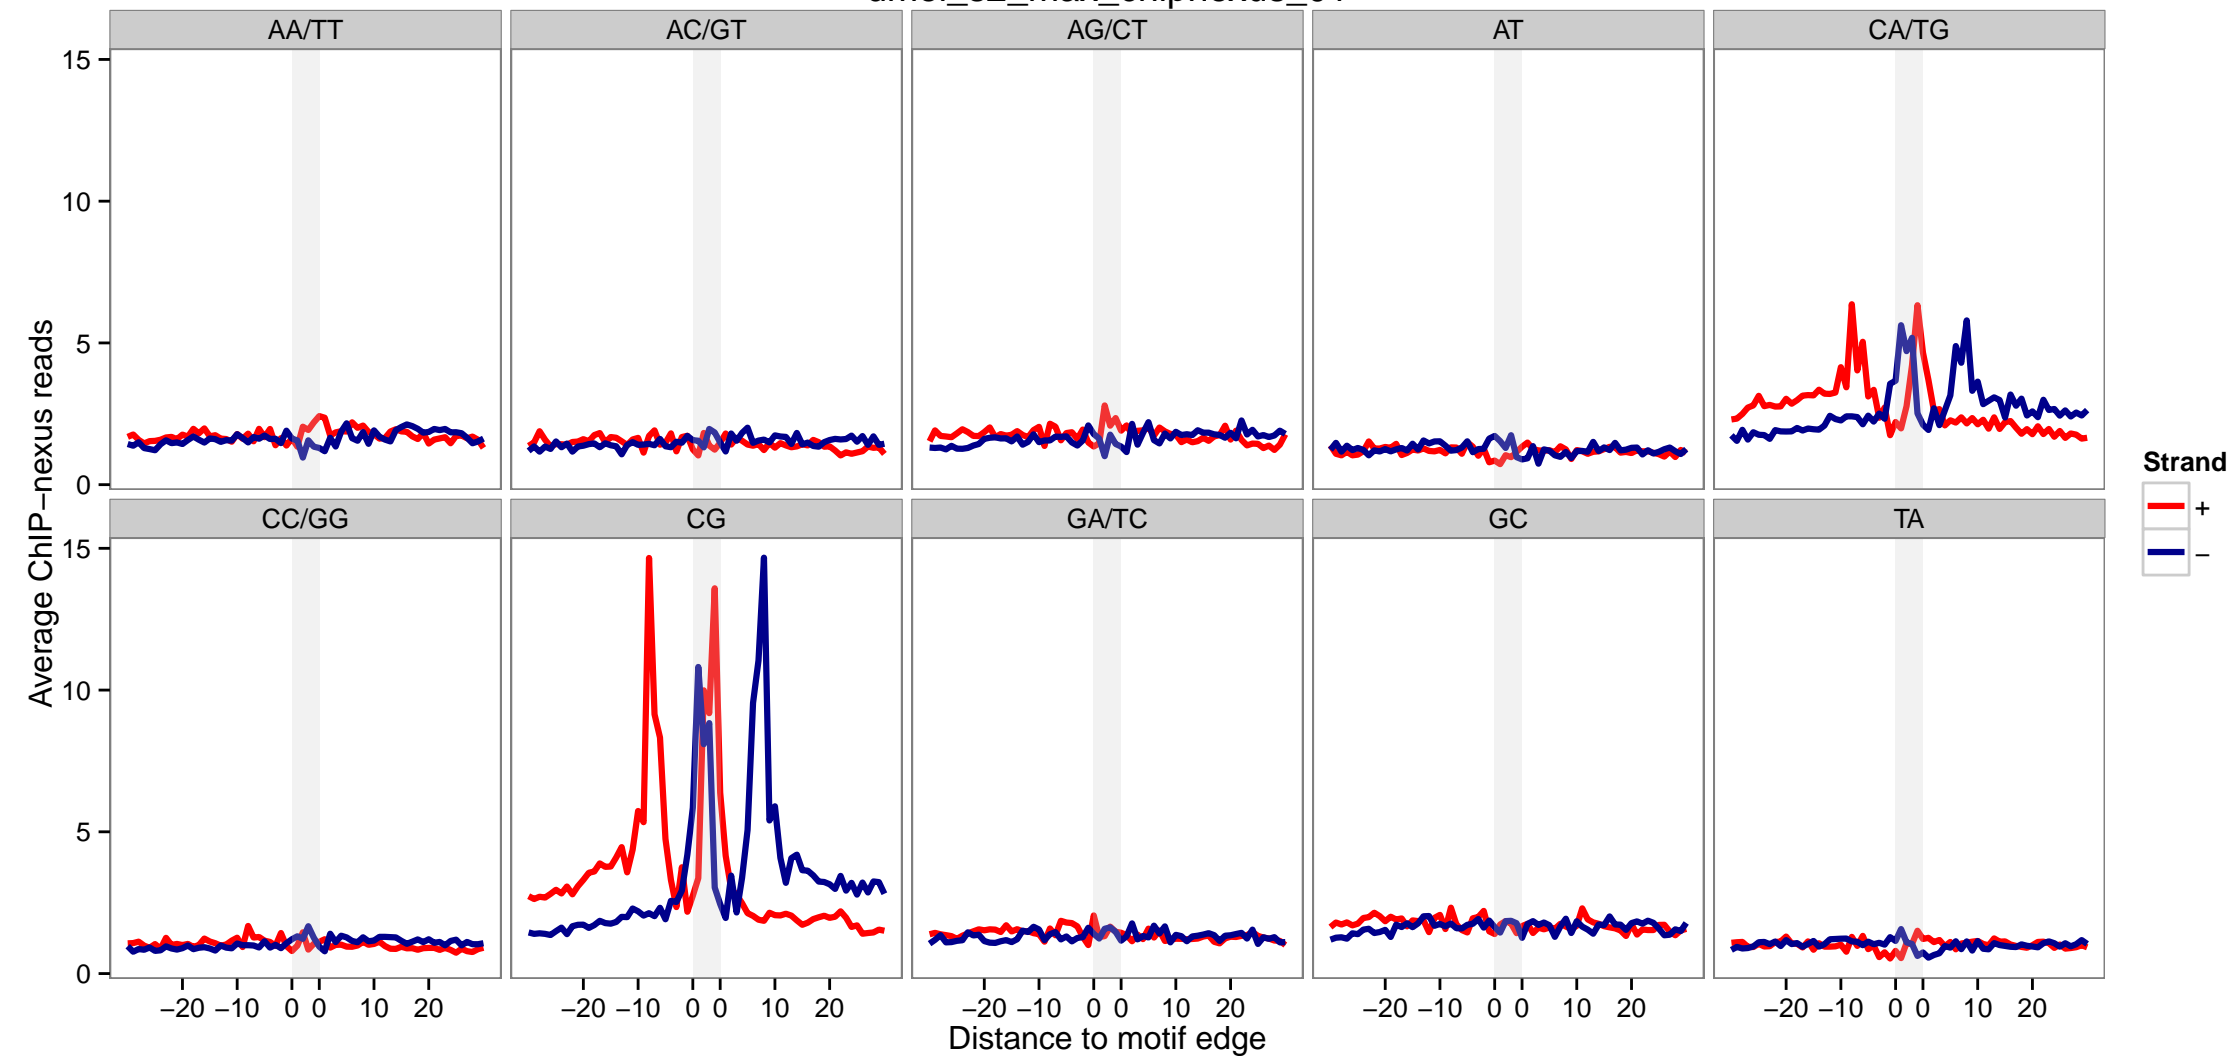 AA/TT AC/GT AG/CT AT CA/TG
15
10
5
0
CC/GG CG GA/TC GC TA
15
10
5
0
Average ChIP−nexus reads
−20 −10 0 0 10 20 −20 −10 0 0 10 20 −20 −10 0 0 10 20 −20 −10 0 0 10 20 −20 −10 0 0 10 20
Distance to motif edge
Strand
+
−